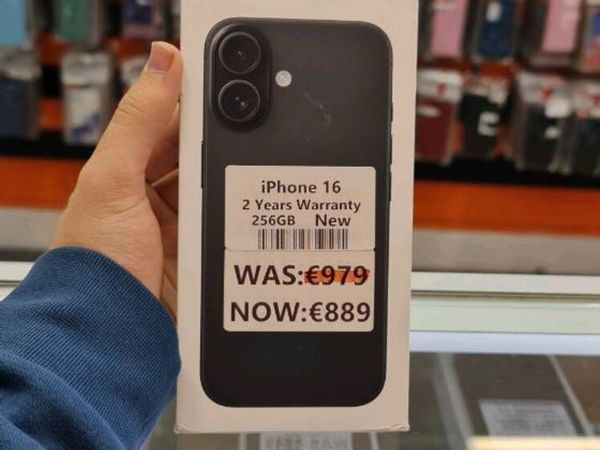 iPhone 16
2 Years Warranty
256GB New
WAS:€979
NOW:€889